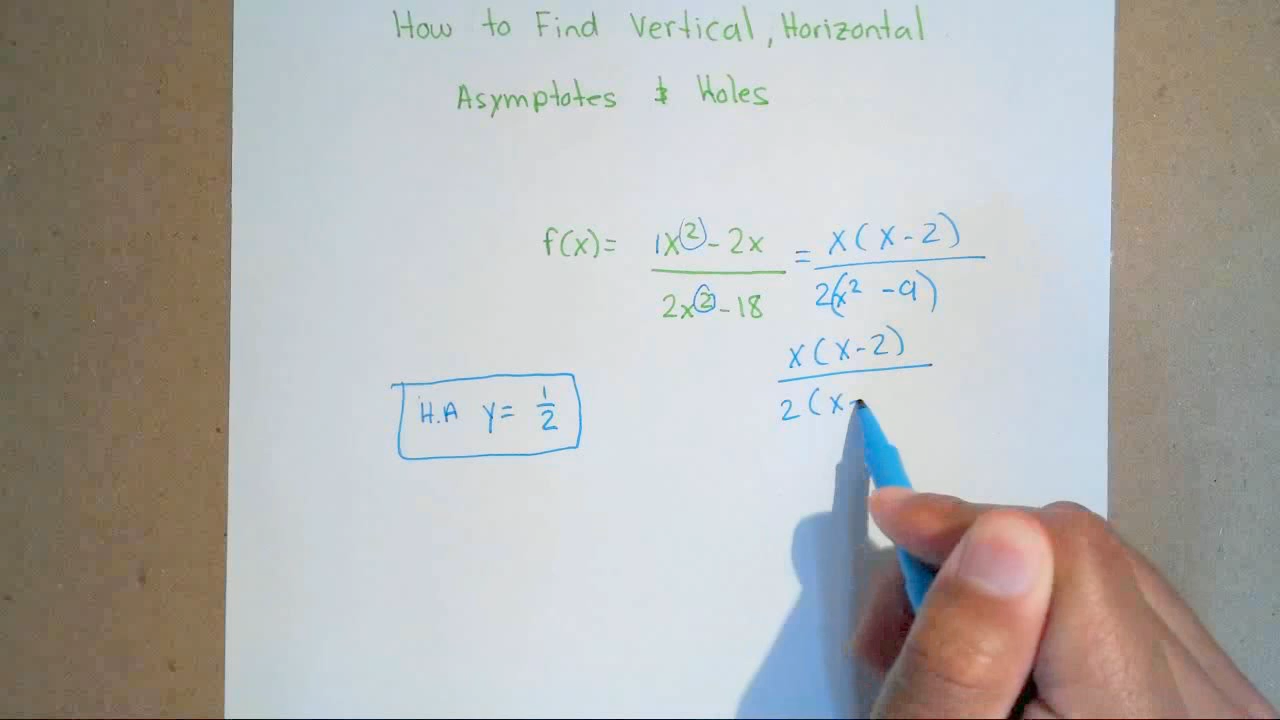 How to Find Vertical, Horizontal
Asymptotes & Holes
f(x) = 1x² - 2x / 2x² - 18 = x(x-2) / 2(x² - 9)
x(x-2) / 2(x-
H.A y = 1/2